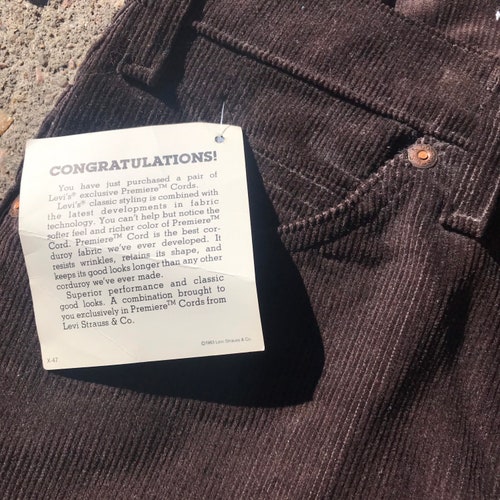 CONGRATULATIONS!
You have just purchased a pair of
Levi's® exclusive Premiere™ Cords.
Levi's® classic styling is combined with
the latest developments in fabric
technology. You can't help but notice the
softer feel and richer color of Premiere™
Cord. Premiere™ Cord is the best cor-
duroy fabric we've ever developed. It
resists wrinkles, retains its shape, and
keeps its good looks longer than any other
corduroy we've ever made.
Superior performance and classic
good looks. A combination brought to
you exclusively in Premiere™ Cords from
Levi Strauss & Co.
X-47
©1983 Levi Strauss & Co.